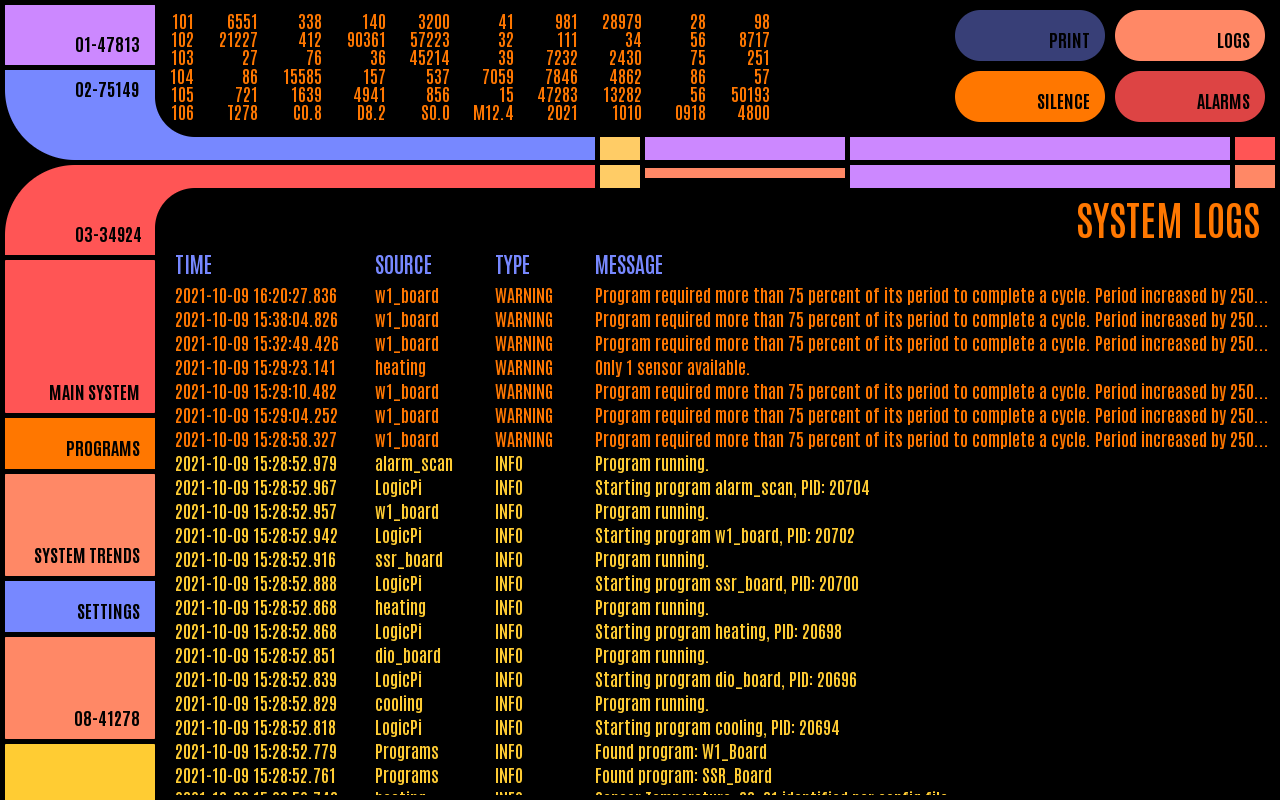 01-47813
02-75149
101 6551 338 140 3200 41 981 28979 28 98
102 21227 412 90361 57223 32 111 34 56 8717
103 27 76 36 45214 39 7232 2430 75 251
104 86 15585 157 537 7059 7846 4862 86 57
105 721 1639 4941 856 15 47283 13282 56 50193
106 T278 C0.8 D8.2 S0.0 M12.4 2021 1010 0918 4800
PRINT
LOGS
SILENCE
ALARMS
03-34924
MAIN SYSTEM
PROGRAMS
SYSTEM TRENDS
SETTINGS
08-41278
SYSTEM LOGS
TIME SOURCE TYPE MESSAGE
2021-10-09 16:20:27.836 w1_board WARNING Program required more than 75 percent of its period to complete a cycle. Period increased by 250...
2021-10-09 15:38:04.826 w1_board WARNING Program required more than 75 percent of its period to complete a cycle. Period increased by 250...
2021-10-09 15:32:49.426 w1_board WARNING Program required more than 75 percent of its period to complete a cycle. Period increased by 250...
2021-10-09 15:29:23.141 heating WARNING Only 1 sensor available.
2021-10-09 15:29:10.482 w1_board WARNING Program required more than 75 percent of its period to complete a cycle. Period increased by 250...
2021-10-09 15:29:04.252 w1_board WARNING Program required more than 75 percent of its period to complete a cycle. Period increased by 250...
2021-10-09 15:28:58.327 w1_board WARNING Program required more than 75 percent of its period to complete a cycle. Period increased by 250...
2021-10-09 15:28:52.979 alarm_scan INFO Program running.
2021-10-09 15:28:52.967 LogicPi INFO Starting program alarm_scan, PID: 20704
2021-10-09 15:28:52.957 w1_board INFO Program running.
2021-10-09 15:28:52.942 LogicPi INFO Starting program w1_board, PID: 20702
2021-10-09 15:28:52.916 ssr_board INFO Program running.
2021-10-09 15:28:52.888 LogicPi INFO Starting program ssr_board, PID: 20700
2021-10-09 15:28:52.868 heating INFO Program running.
2021-10-09 15:28:52.868 LogicPi INFO Starting program heating, PID: 20698
2021-10-09 15:28:52.851 dio_board INFO Program running.
2021-10-09 15:28:52.839 LogicPi INFO Starting program dio_board, PID: 20696
2021-10-09 15:28:52.829 cooling INFO Program running.
2021-10-09 15:28:52.818 LogicPi INFO Starting program cooling, PID: 20694
2021-10-09 15:28:52.779 Programs INFO Found program: W1_Board
2021-10-09 15:28:52.761 Programs INFO Found program: SSR_Board